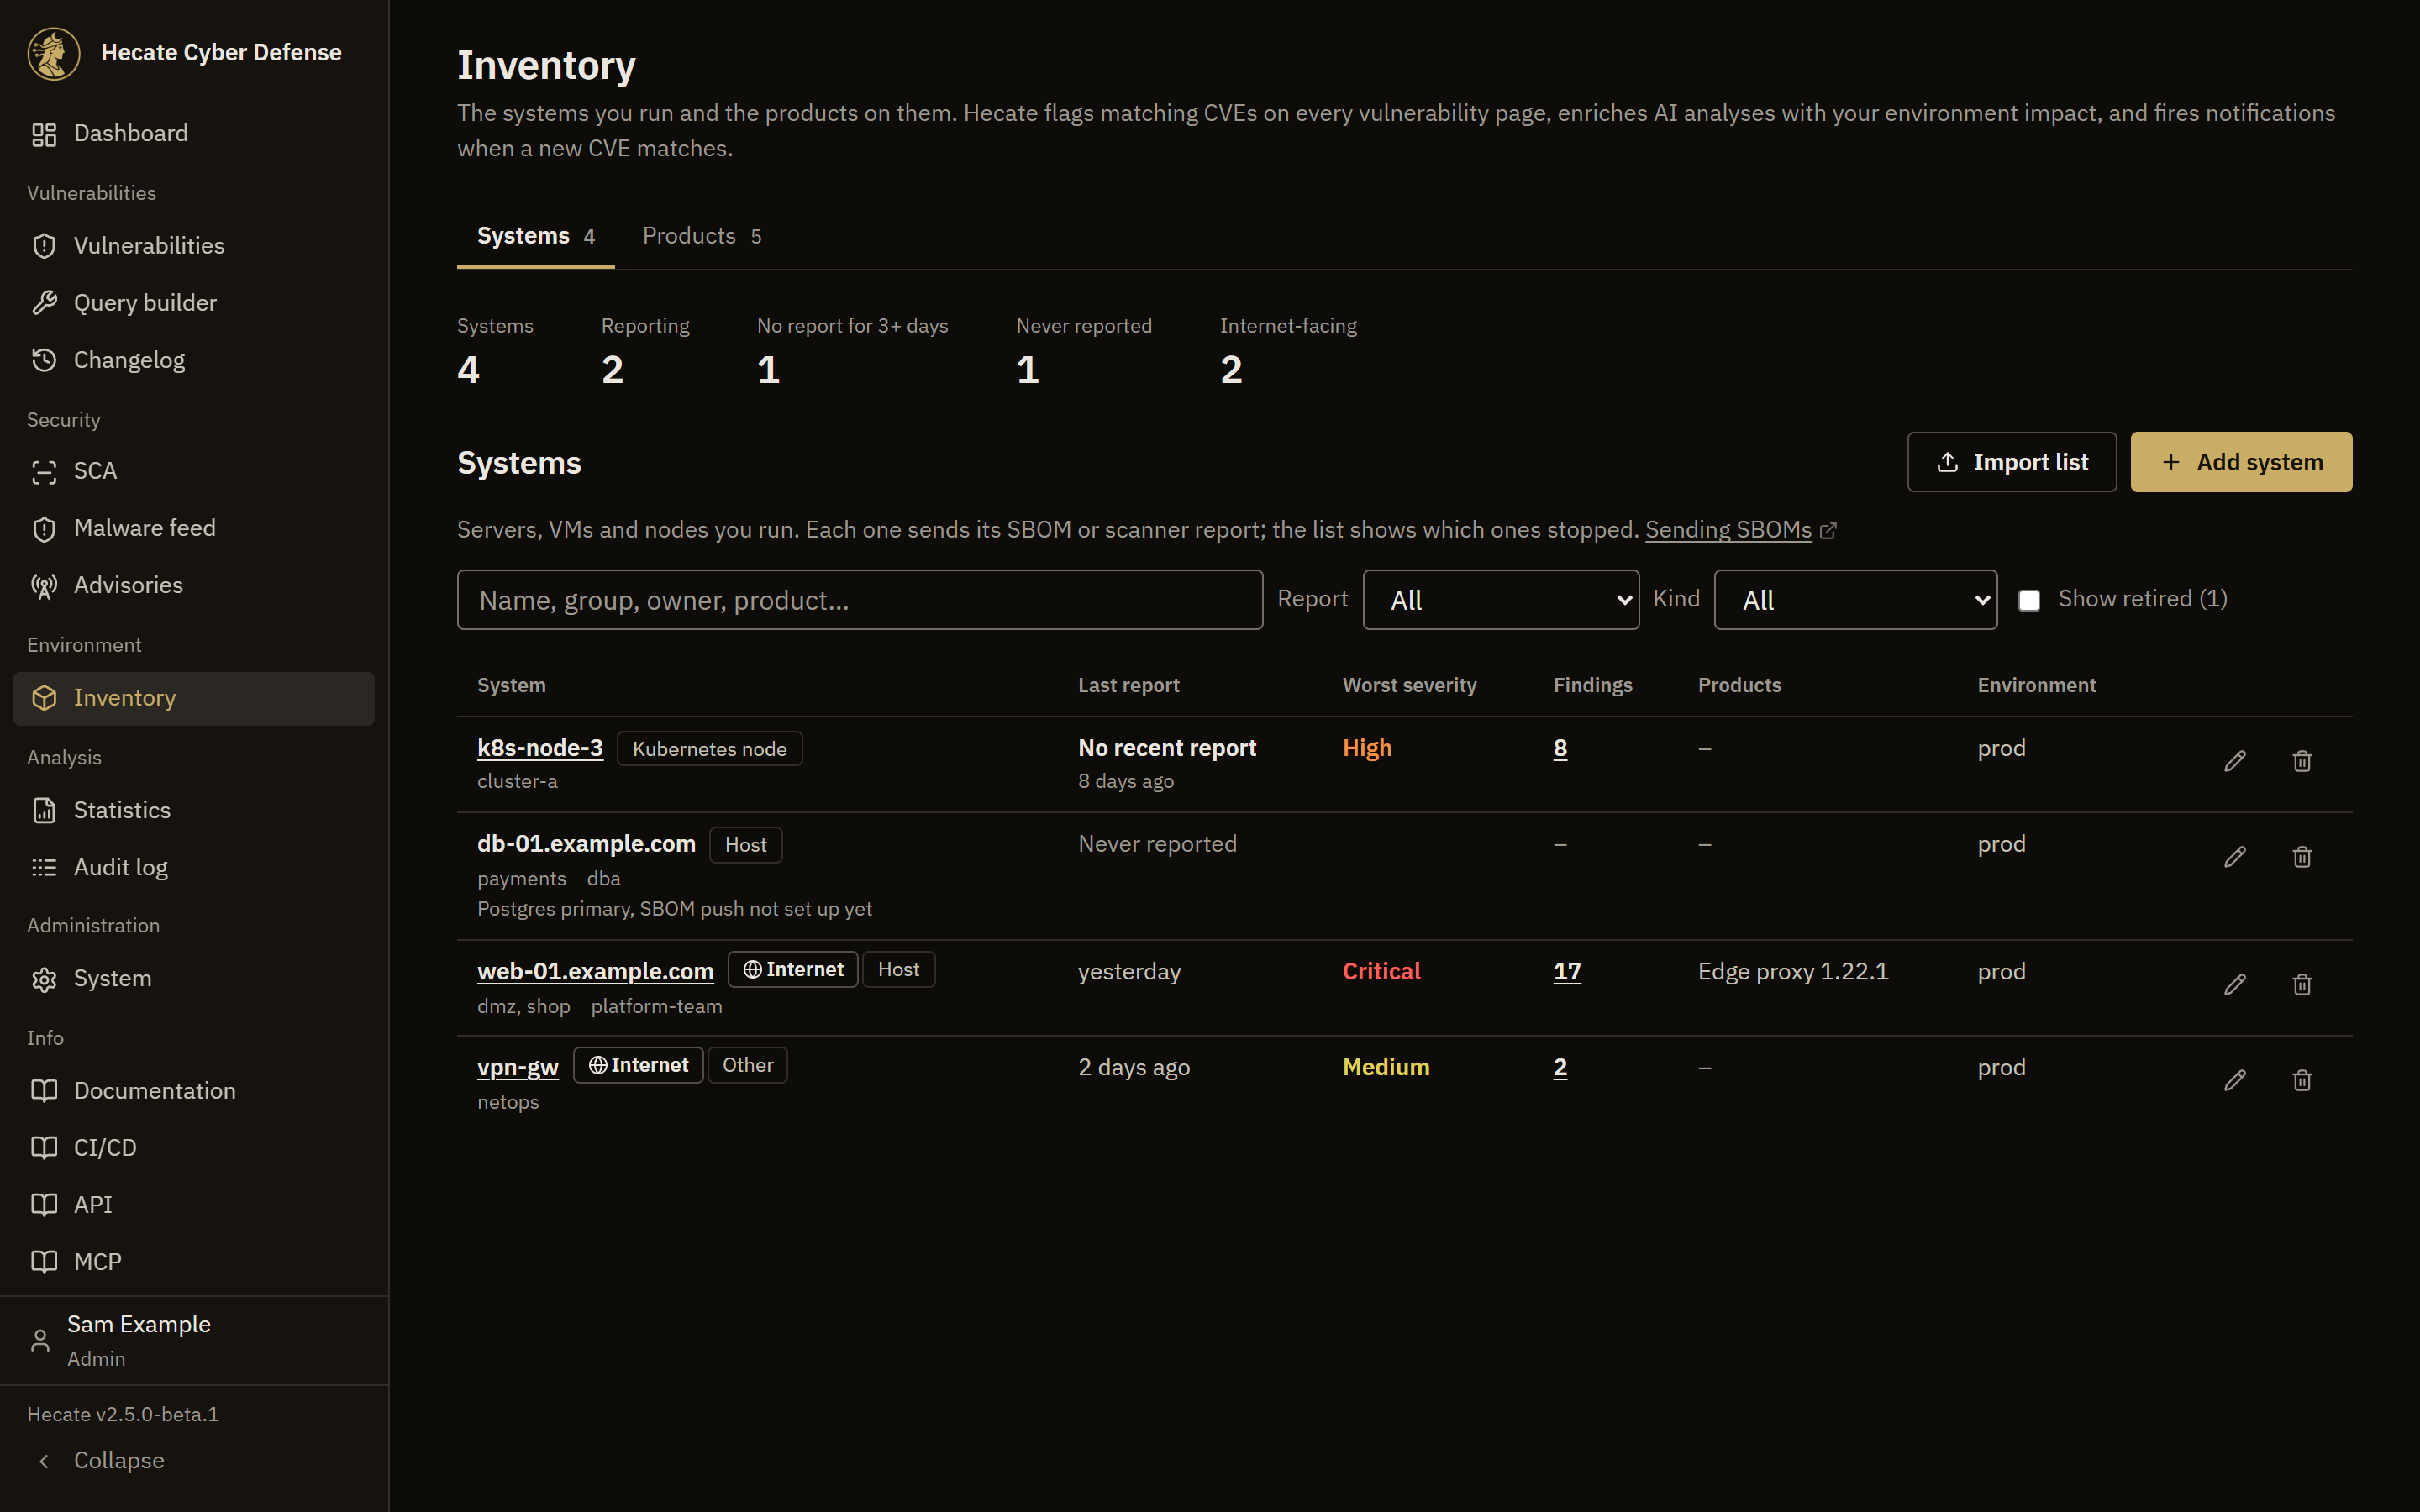 Hecate Cyber Defense
Dashboard
Vulnerabilities
Vulnerabilities
Query builder
Changelog
Security
SCA
Malware feed
Advisories
Environment
Inventory
Analysis
Statistics
Audit log
Administration
System
Info
Documentation
CI/CD
API
MCP
Sam Example
Admin
Hecate v2.5.0-beta.1
Collapse
Inventory
The systems you run and the products on them. Hecate flags matching CVEs on every vulnerability page, enriches AI analyses with your environment impact, and fires notifications
when a new CVE matches.
Systems 4 Products 5
Systems Reporting No report for 3+ days Never reported Internet-facing
4 2 1 1 2
Systems Import list Add system
Servers, VMs and nodes you run. Each one sends its SBOM or scanner report; the list shows which ones stopped. Sending SBOMs
Name, group, owner, product... Report All Kind All Show retired (1)
System Last report Worst severity Findings Products Environment
k8s-node-3 Kubernetes node No recent report High 8 – prod
cluster-a 8 days ago
db-01.example.com Host Never reported – – prod
payments dba
Postgres primary, SBOM push not set up yet
web-01.example.com Internet Host yesterday Critical 17 Edge proxy 1.22.1 prod
dmz, shop platform-team
vpn-gw Internet Other 2 days ago Medium 2 – prod
netops